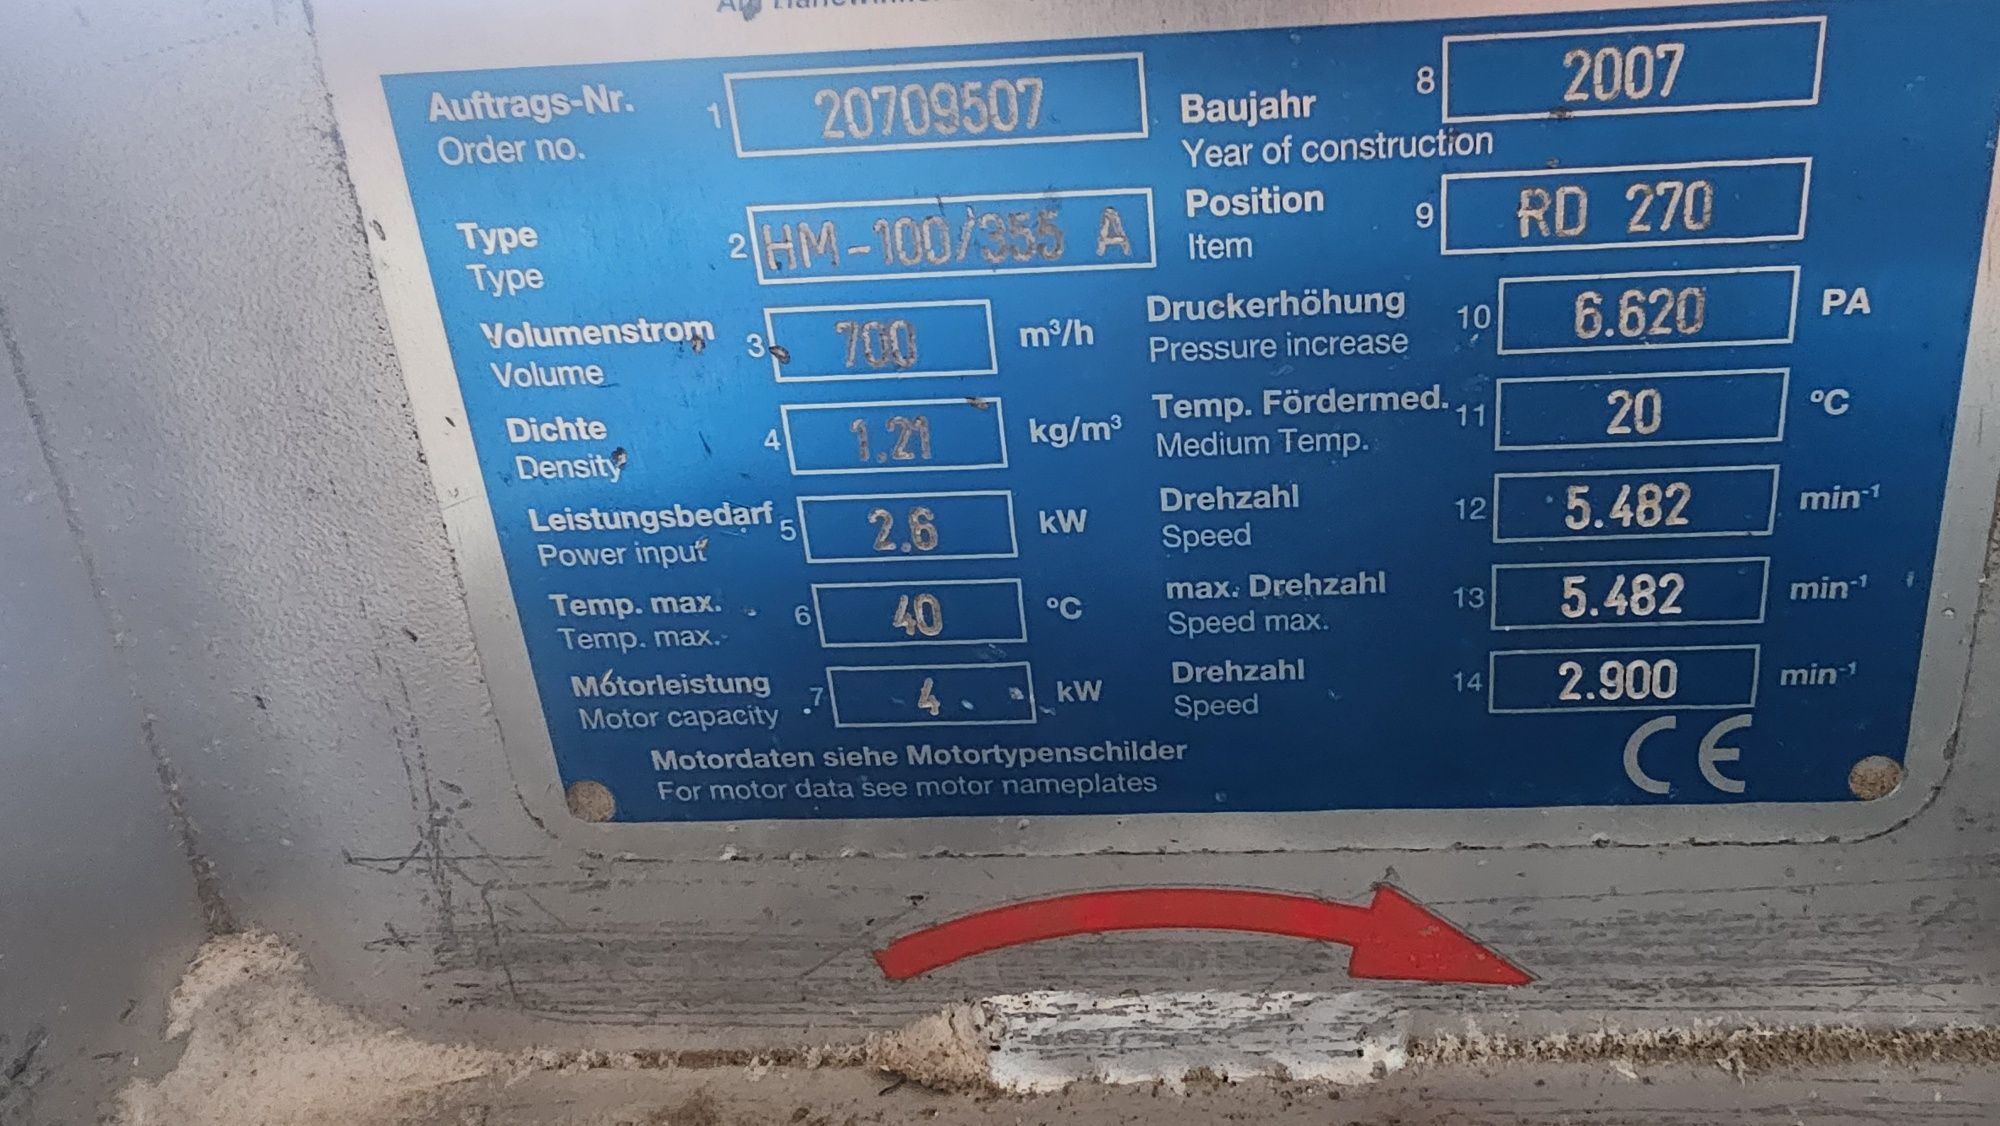 Auftrags-Nr. 1 20709507
Order no.
Baujahr 8 2007
Year of construction
Type 2 HM-100/355 A
Type
Position 9 RD 270
Item
Volumenstrom 3 700 m³/h
Volume
Druckerhöhung 10 6.620 PA
Pressure increase
Dichte 4 1.21 kg/m³
Density
Temp. Fördermed. 11 20 °C
Medium Temp.
Leistungsbedarf 5 2.6 kW
Power input
Drehzahl 12 5.482 min-¹
Speed
Temp. max. 6 40 °C
Temp. max.
max. Drehzahl 13 5.482 min-¹
Speed max.
Motorleistung 7 4 kW
Motor capacity
Drehzahl 14 2.900 min-¹
Speed
Motordaten siehe Motortypenschilder
For motor data see motor nameplates
CE